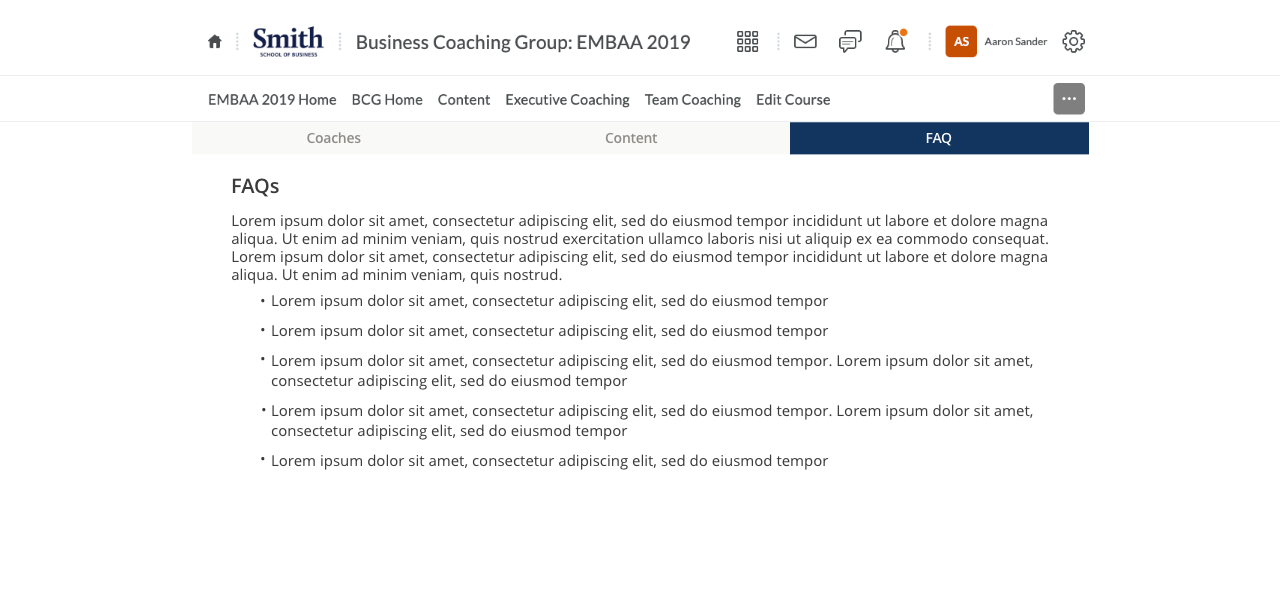 Smith
SCHOOL OF BUSINESS
Business Coaching Group: EMBAA 2019
AS
Aaron Sander
EMBAA 2019 Home BCG Home Content Executive Coaching Team Coaching Edit Course
Coaches Content FAQ
FAQs
Lorem ipsum dolor sit amet, consectetur adipiscing elit, sed do eiusmod tempor incididunt ut labore et dolore magna
aliqua. Ut enim ad minim veniam, quis nostrud exercitation ullamco laboris nisi ut aliquip ex ea commodo consequat.
Lorem ipsum dolor sit amet, consectetur adipiscing elit, sed do eiusmod tempor incididunt ut labore et dolore magna
aliqua. Ut enim ad minim veniam, quis nostrud.
• Lorem ipsum dolor sit amet, consectetur adipiscing elit, sed do eiusmod tempor
• Lorem ipsum dolor sit amet, consectetur adipiscing elit, sed do eiusmod tempor
• Lorem ipsum dolor sit amet, consectetur adipiscing elit, sed do eiusmod tempor. Lorem ipsum dolor sit amet,
consectetur adipiscing elit, sed do eiusmod tempor
• Lorem ipsum dolor sit amet, consectetur adipiscing elit, sed do eiusmod tempor. Lorem ipsum dolor sit amet,
consectetur adipiscing elit, sed do eiusmod tempor
• Lorem ipsum dolor sit amet, consectetur adipiscing elit, sed do eiusmod tempor